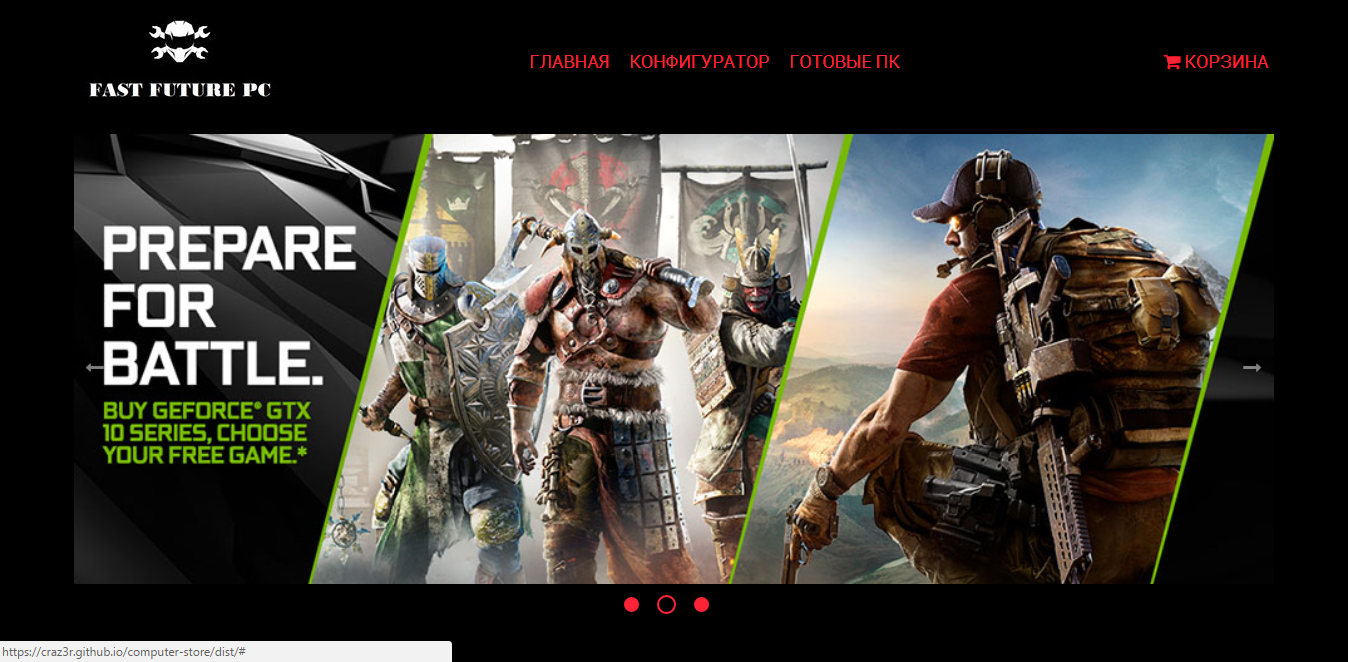 FAST FUTURE PC
ГЛАВНАЯ КОНФИГУРАТОР ГОТОВЫЕ ПК
КОРЗИНА
PREPARE
FOR
BATTLE.
BUY GEFORCE® GTX
10 SERIES, CHOOSE
YOUR FREE GAME.*
https://craz3r.github.io/computer-store/dist/#